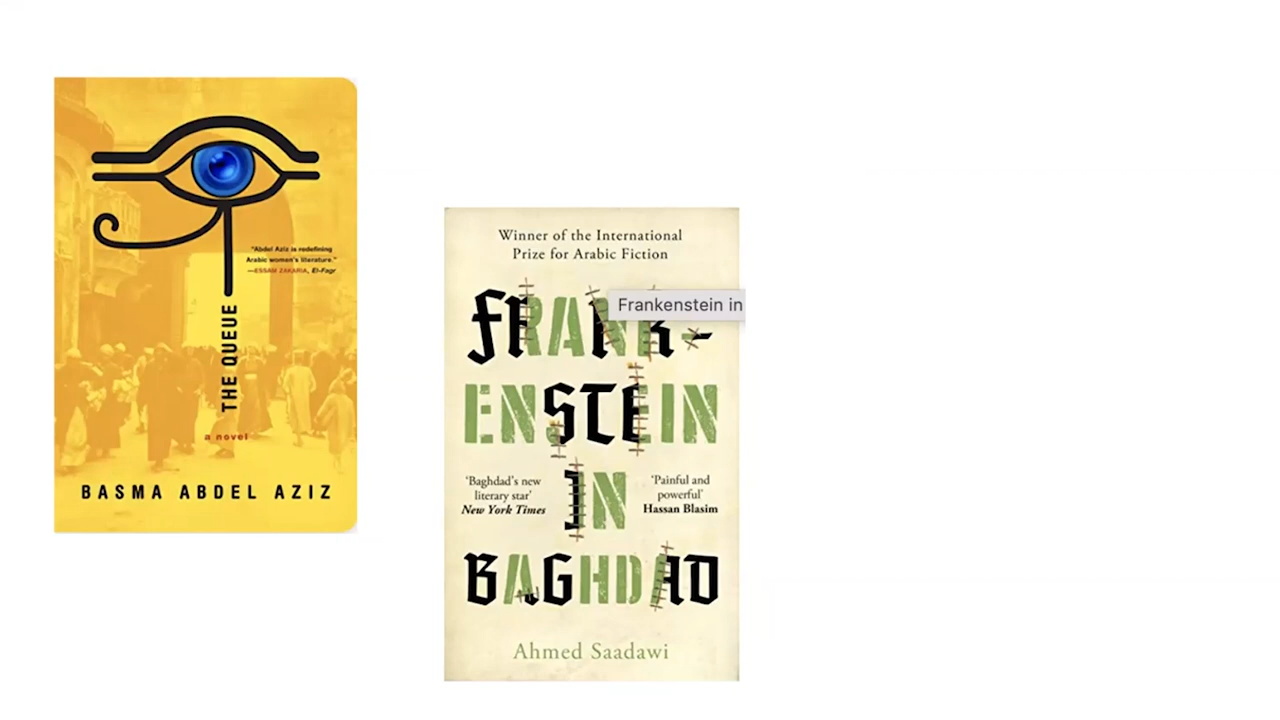 "Abdel Aziz is redefining
Arabic women's literature."
—ESSAM ZAKARIA, El-Fagr
THE QUEUE
a novel
BASMA ABDEL AZIZ
Winner of the International
Prize for Arabic Fiction
FRANK-
Frankenstein in
ENSTEIN
IN
'Baghdad's new
literary star'
New York Times
'Painful and
powerful'
Hassan Blasim
BAGHDAD
Ahmed Saadawi